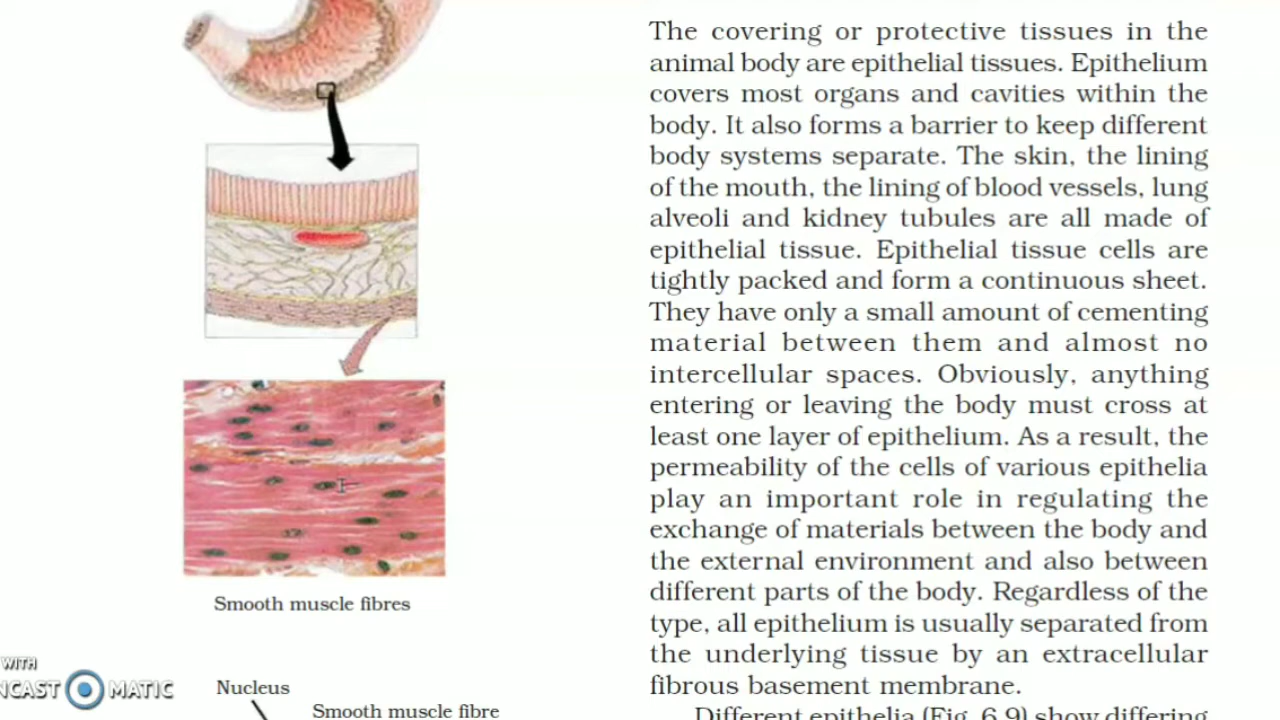 The covering or protective tissues in the
animal body are epithelial tissues. Epithelium
covers most organs and cavities within the
body. It also forms a barrier to keep different
body systems separate. The skin, the lining
of the mouth, the lining of blood vessels, lung
alveoli and kidney tubules are all made of
epithelial tissue. Epithelial tissue cells are
tightly packed and form a continuous sheet.
They have only a small amount of cementing
material between them and almost no
intercellular spaces. Obviously, anything
entering or leaving the body must cross at
least one layer of epithelium. As a result, the
permeability of the cells of various epithelia
play an important role in regulating the
exchange of materials between the body and
the external environment and also between
different parts of the body. Regardless of the
type, all epithelium is usually separated from
the underlying tissue by an extracellular
fibrous basement membrane.
Different epithelia (Fig. 6.9) show differing
Smooth muscle fibres
Nucleus
Smooth muscle fibre
WITH
NCAST MATIC